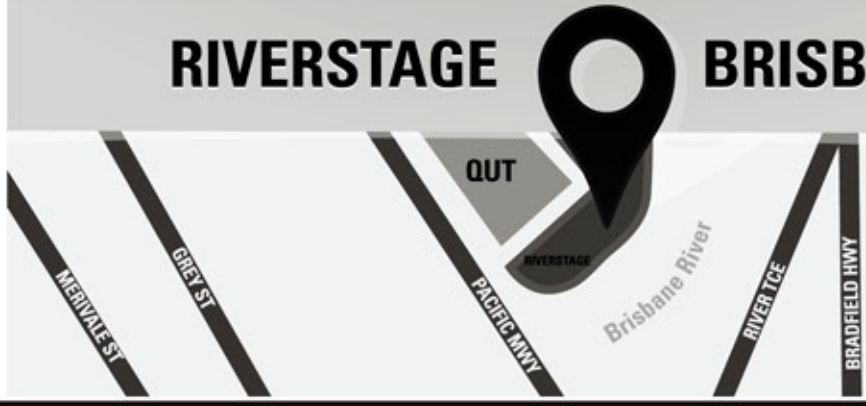 RIVERSTAGE BRISB
QUT
RIVERSTAGE
Brisbane River
MERIVALE ST
GREY ST
PACIFIC MWY
RIVER TCE
BRADFIELD HWY